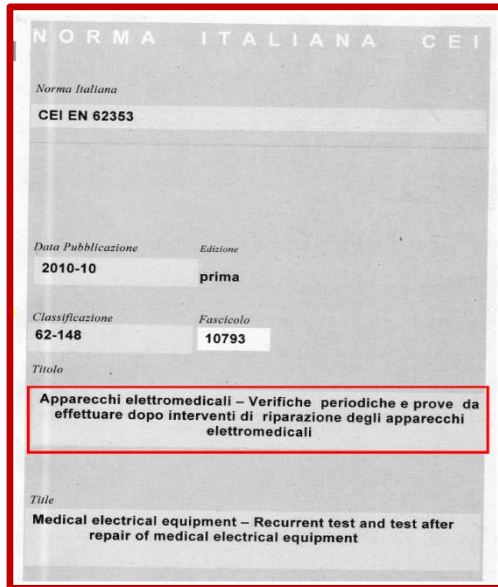 NORMA ITALIANA CEI
Norma Italiana
CEI EN 62353
Data Pubblicazione Edizione
2010-10 prima
Classificazione Fascicolo
62-148 10793
Titolo
Apparecchi elettromedicali – Verifiche periodiche e prove da
effettuare dopo interventi di riparazione degli apparecchi
elettromedicali
Title
Medical electrical equipment – Recurrent test and test after
repair of medical electrical equipment